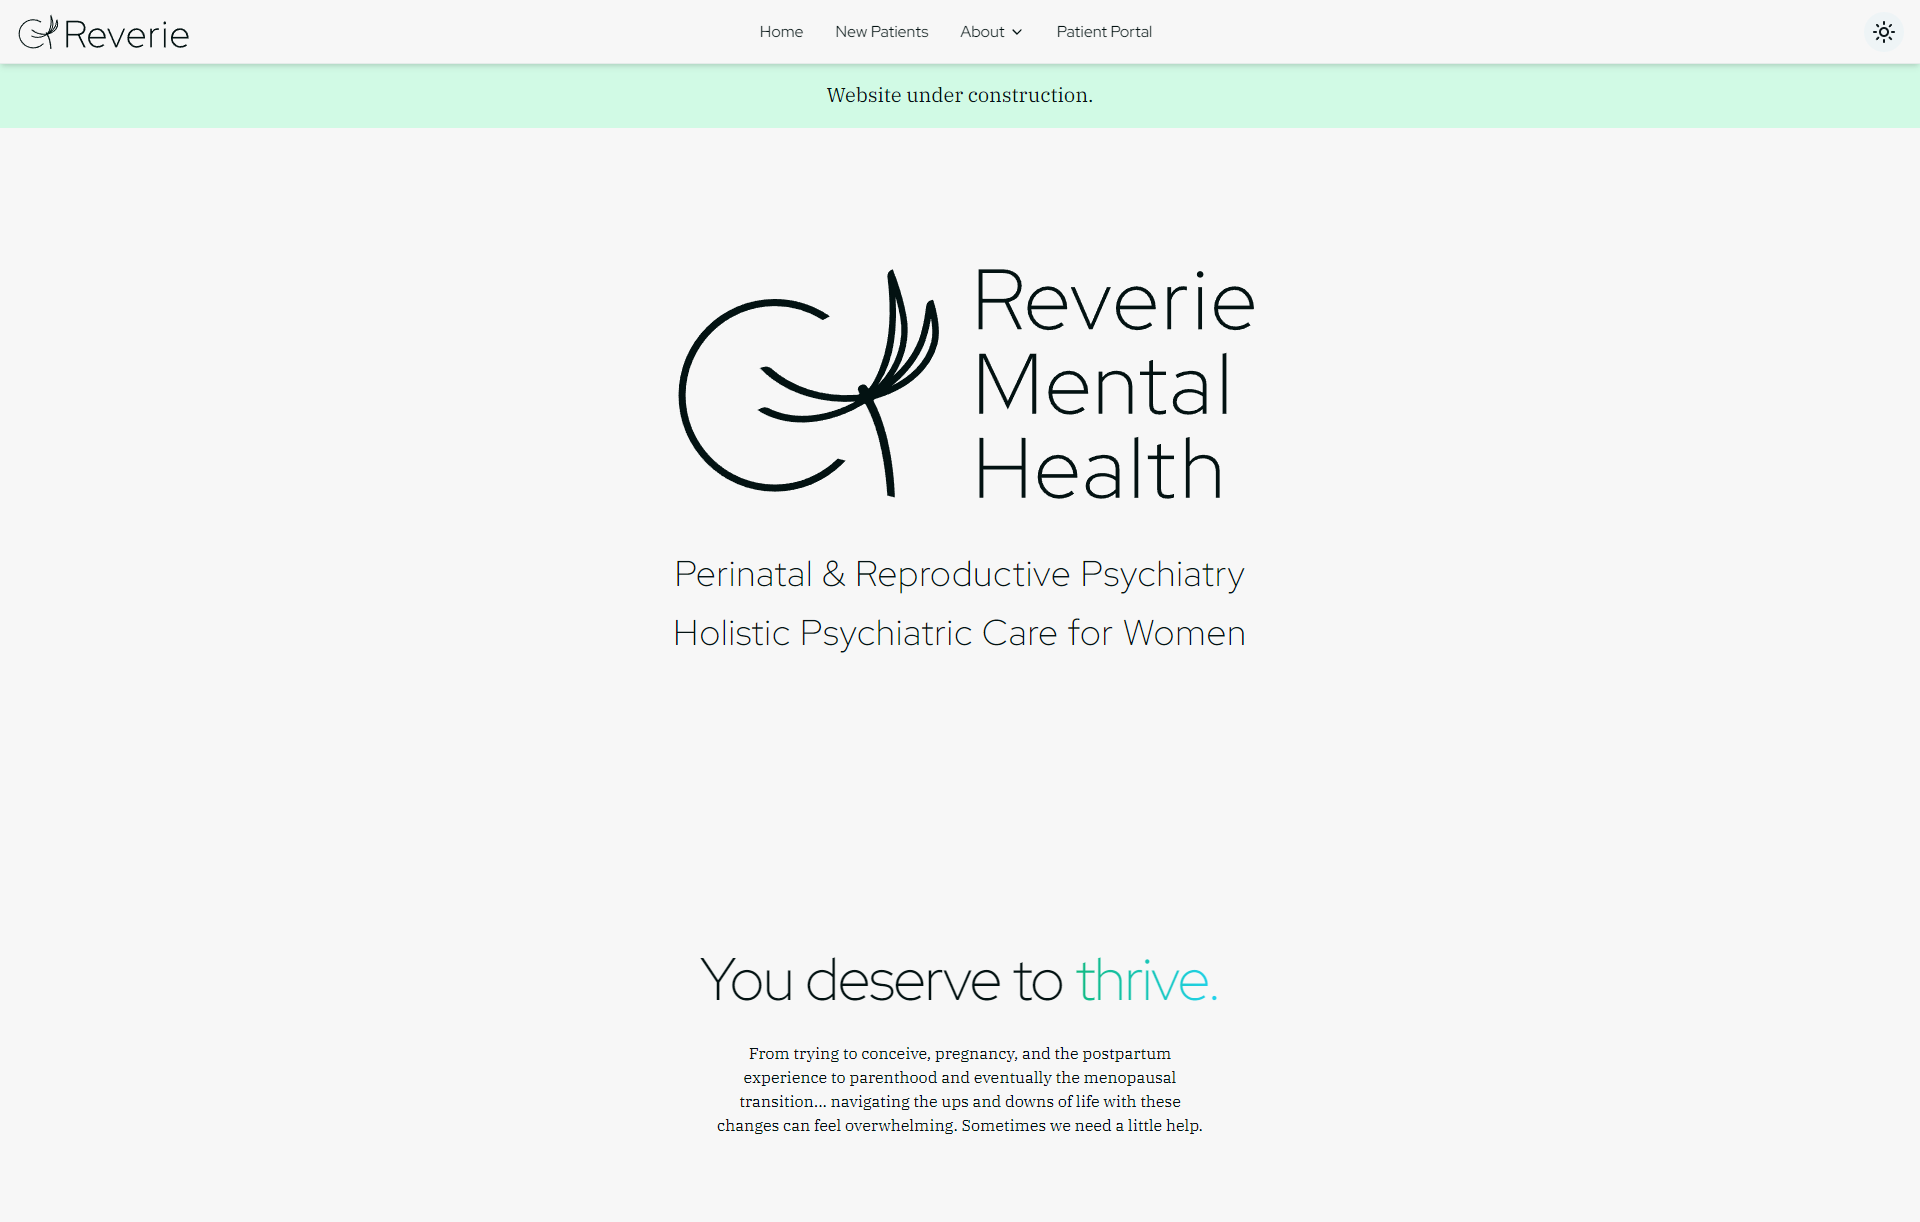 Reverie
Home
New Patients
About
Patient Portal
Website under construction.
Reverie
Mental
Health
Perinatal & Reproductive Psychiatry
Holistic Psychiatric Care for Women
You deserve to thrive.
From trying to conceive, pregnancy, and the postpartum
experience to parenthood and eventually the menopausal
transition... navigating the ups and downs of life with these
changes can feel overwhelming. Sometimes we need a little help.